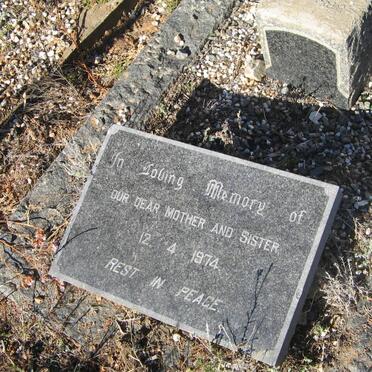 In Loving Memory of
OUR DEAR MOTHER AND SISTER
12. 4. 1974.
REST IN PEACE